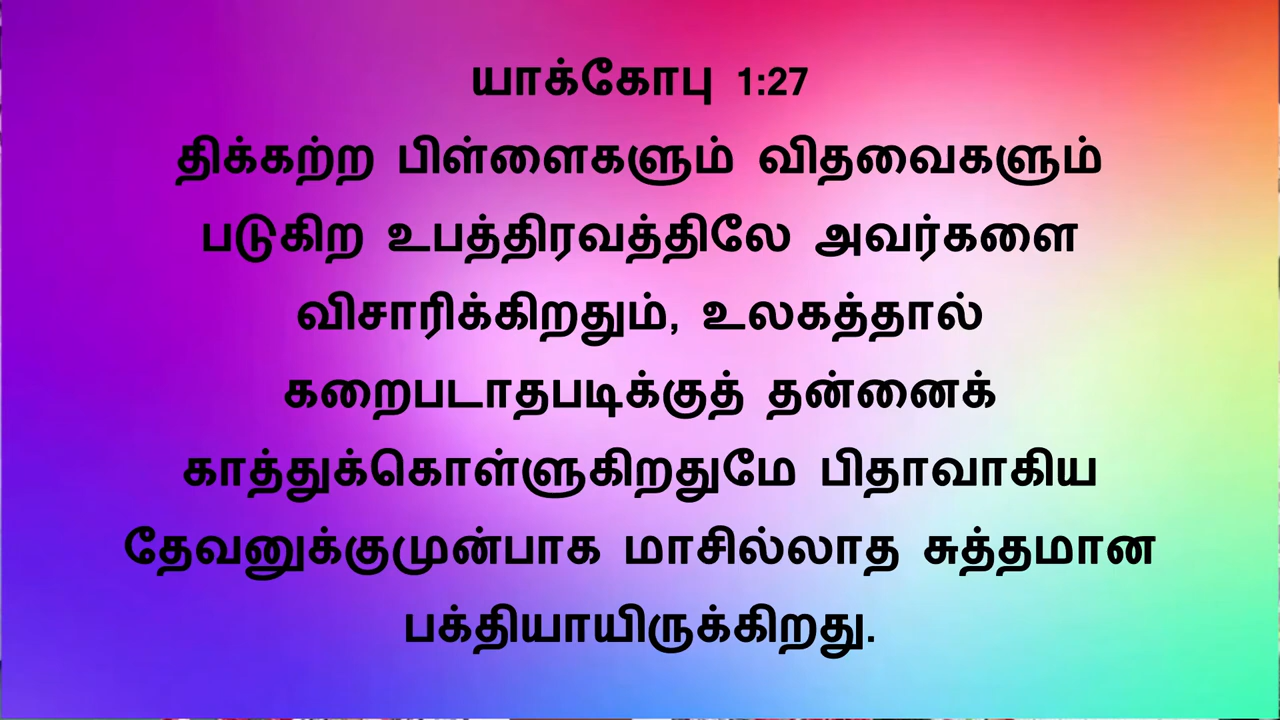 யாக்கோபு 1:27
திக்கற்ற பிள்ளைகளும் விதவைகளும்
படுகிற உபத்திரவத்திலே அவர்களை
விசாரிக்கிறதும், உலகத்தால்
கறைபடாதபடிக்குத் தன்னைக்
காத்துக்கொள்ளுகிறதுமே பிதாவாகிய
தேவனுக்குமுன்பாக மாசில்லாத சுத்தமான
பக்தியாயிருக்கிறது.